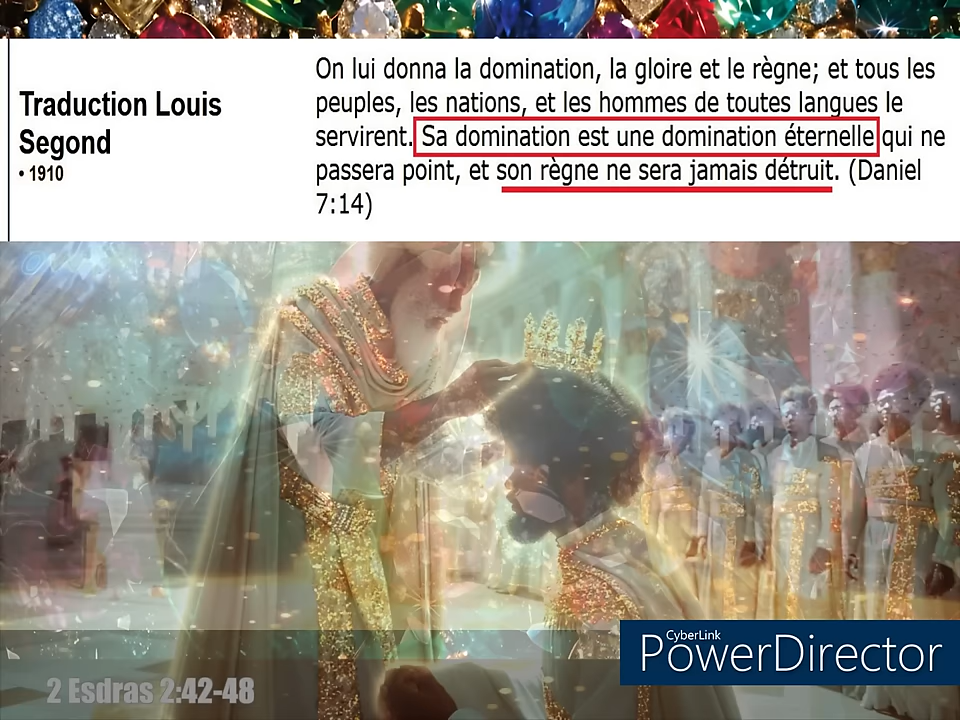 On lui donna la domination, la gloire et le règne; et tous les
peuples, les nations, et les hommes de toutes langues le
servirent. Sa domination est une domination éternelle qui ne
passera point, et son règne ne sera jamais détruit. (Daniel
7:14)
Traduction Louis
Segond
• 1910
2 Esdras 2:42-48
CyberLink
PowerDirector